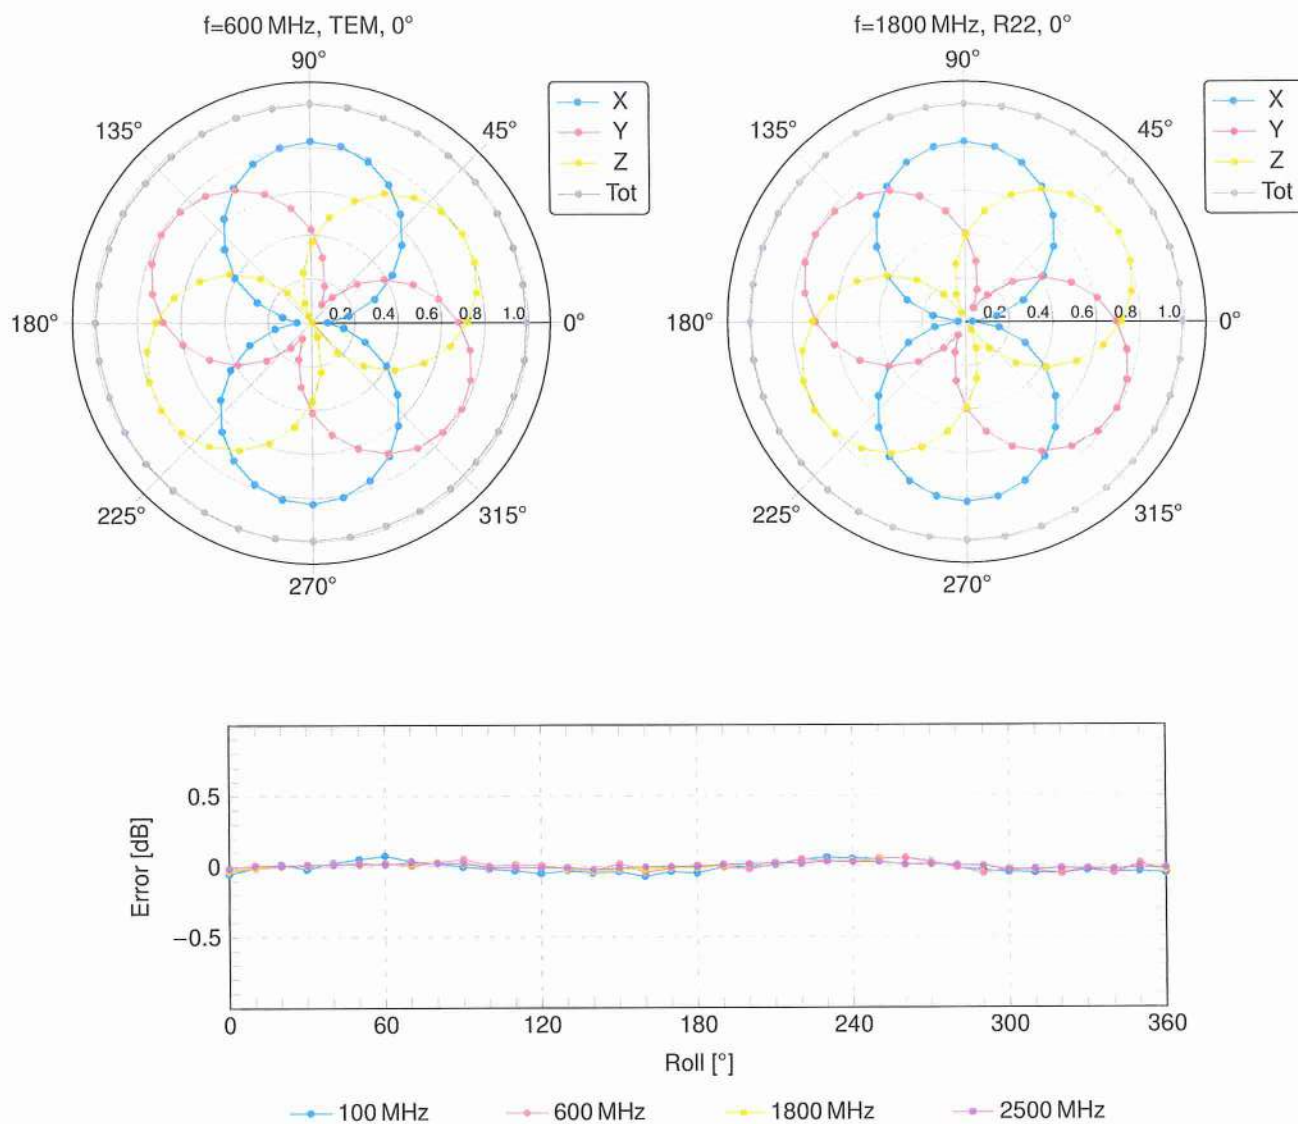 f=600 MHz, TEM, 0°
90°
135°
45°
180°
0.2 0.4 0.6 0.8 1.0
0°
225°
315°
270°
X
Y
Z
Tot
f=1800 MHz, R22, 0°
90°
135°
45°
180°
0.2 0.4 0.6 0.8 1.0
0°
225°
315°
270°
X
Y
Z
Tot
Error [dB]
0.5
0
−0.5
0 60 120 180 240 300 360
Roll [°]
100 MHz 600 MHz 1800 MHz 2500 MHz